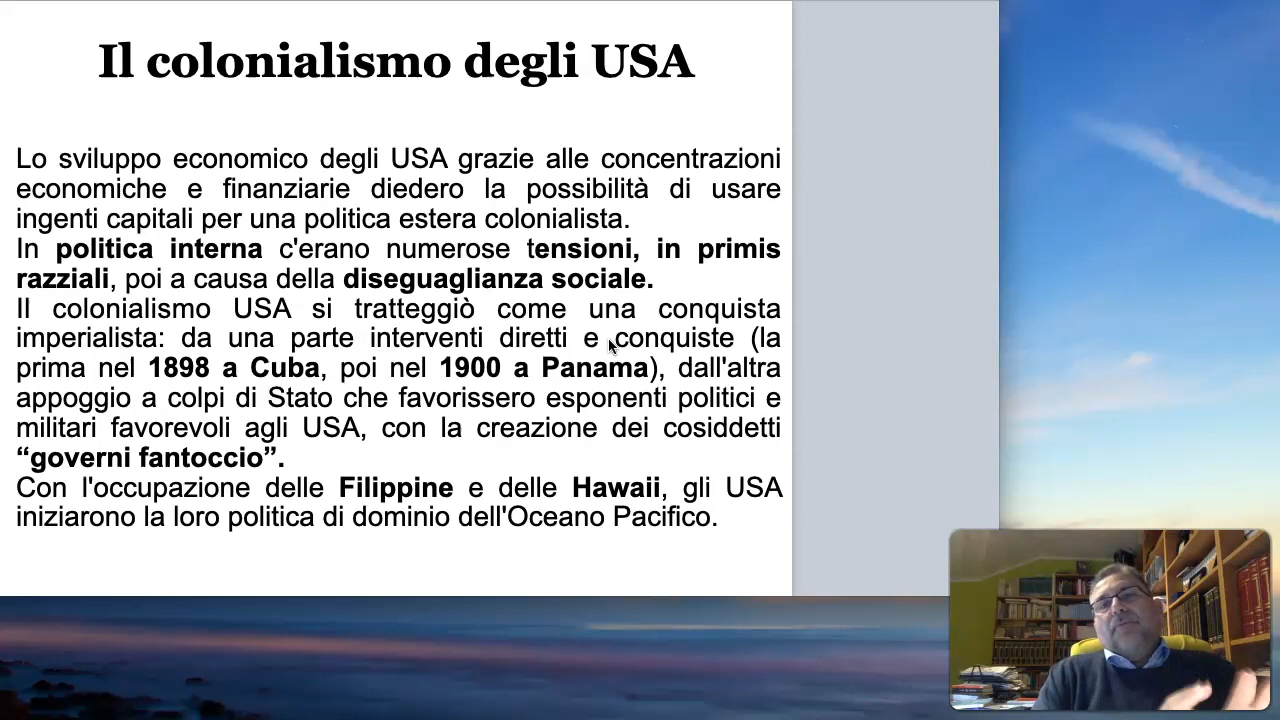 Il colonialismo degli USA
Lo sviluppo economico degli USA grazie alle concentrazioni
economiche e finanziarie diedero la possibilità di usare
ingenti capitali per una politica estera colonialista.
In politica interna c'erano numerose tensioni, in primis
razziali, poi a causa della diseguaglianza sociale.
Il colonialismo USA si tratteggiò come una conquista
imperialista: da una parte interventi diretti e conquiste (la
prima nel 1898 a Cuba, poi nel 1900 a Panama), dall'altra
appoggio a colpi di Stato che favorissero esponenti politici e
militari favorevoli agli USA, con la creazione dei cosiddetti
“governi fantoccio”.
Con l'occupazione delle Filippine e delle Hawaii, gli USA
iniziarono la loro politica di dominio dell'Oceano Pacifico.